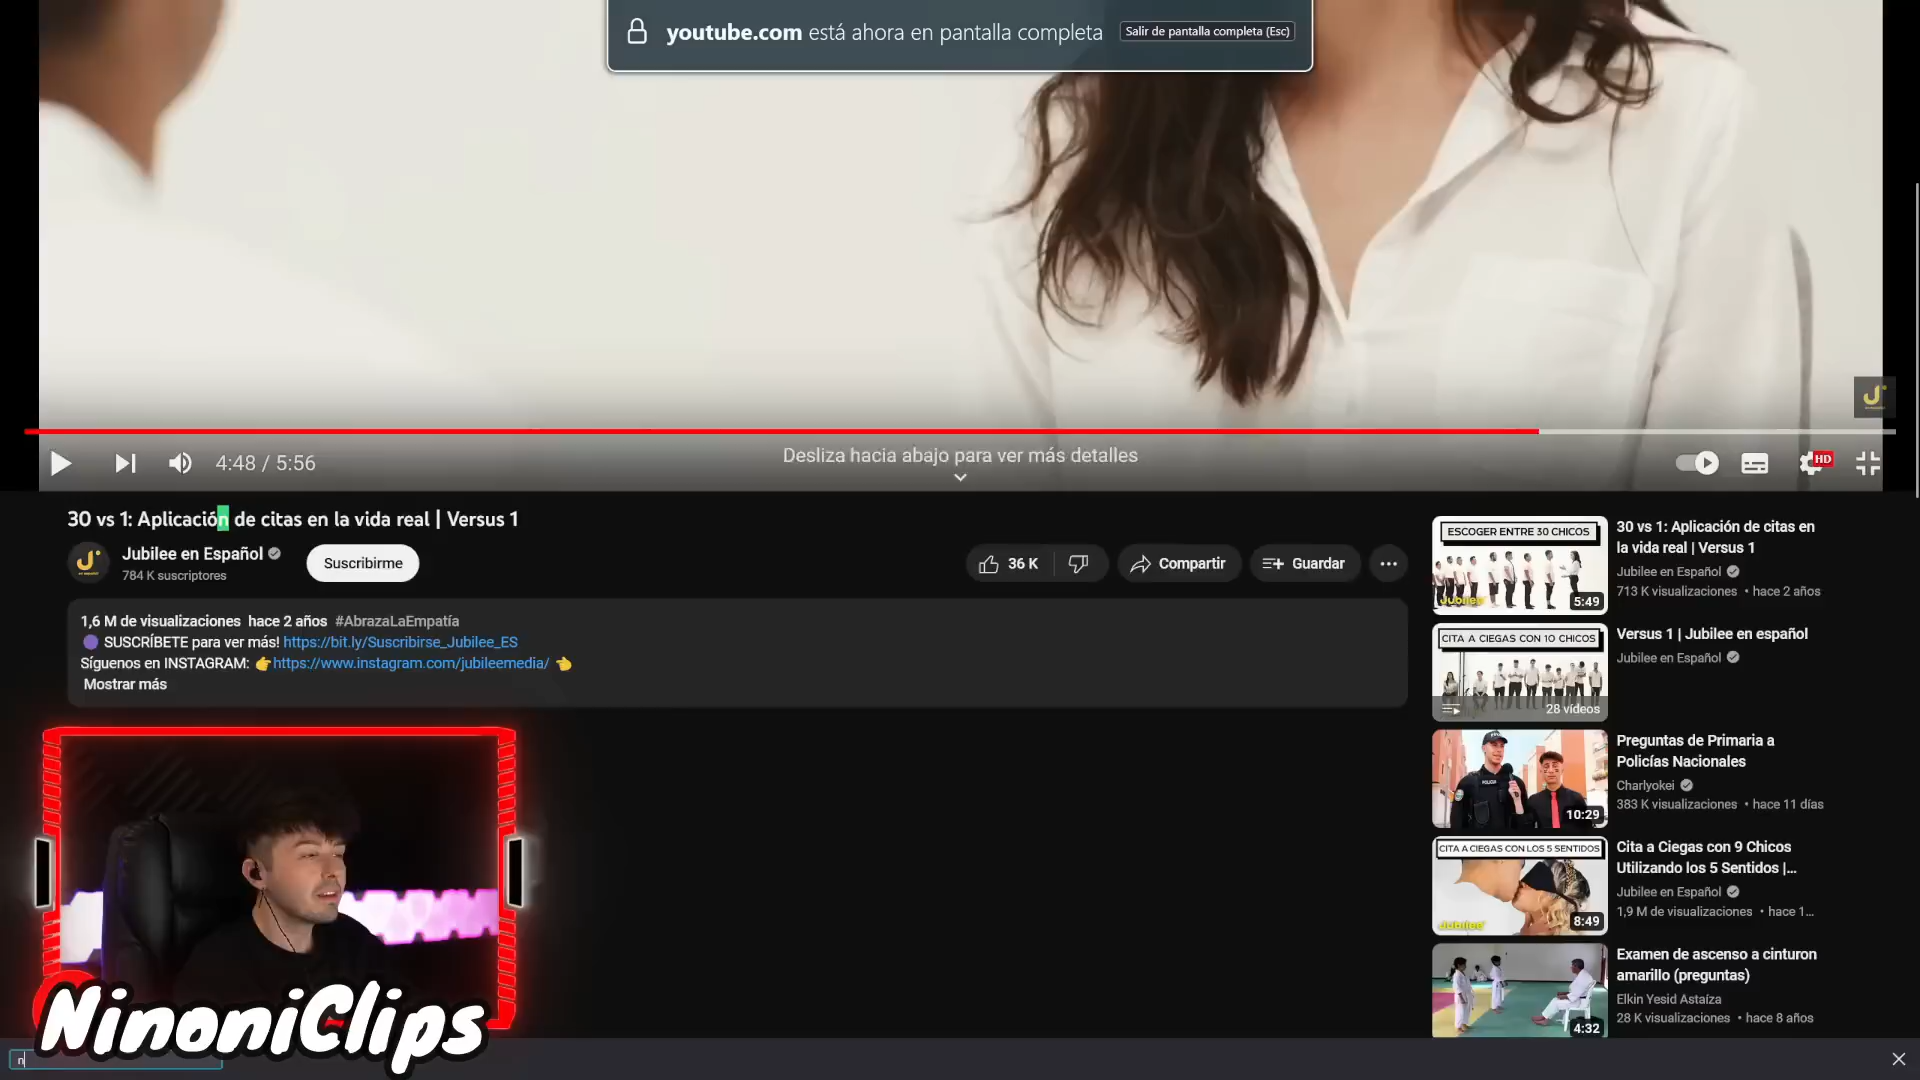 youtube.com está ahora en pantalla completa
Salir de pantalla completa (Esc)
4:48 / 5:56
Desliza hacia abajo para ver más detalles
HD
30 vs 1: Aplicación de citas en la vida real | Versus 1
Jubilee en Español
784 K suscriptores
Suscribirme
36 K
Compartir
Guardar
1,6 M de visualizaciones hace 2 años #AbrazaLaEmpatía
SUSCRÍBETE para ver más! https://bit.ly/Suscribirse_Jubilee_ES
Síguenos en INSTAGRAM: 👉https://www.instagram.com/jubileemedia/ 👈
Mostrar más
ESCOGER ENTRE 30 CHICOS
Jubilee
5:49
30 vs 1: Aplicación de citas en
la vida real | Versus 1
Jubilee en Español
713 K visualizaciones • hace 2 años
CITA A CIEGAS CON 10 CHICOS
28 vídeos
Versus 1 | Jubilee en español
Jubilee en Español
10:29
Preguntas de Primaria a
Policías Nacionales
Charlyokei
383 K visualizaciones • hace 11 días
CITA A CIEGAS CON LOS 5 SENTIDOS
Jubilee
8:49
Cita a Ciegas con 9 Chicos
Utilizando los 5 Sentidos |...
Jubilee en Español
1,9 M de visualizaciones • hace 1...
4:32
Examen de ascenso a cinturon
amarillo (preguntas)
Elkin Yesid Astaíza
28 K visualizaciones • hace 8 años
NinoniClips
n